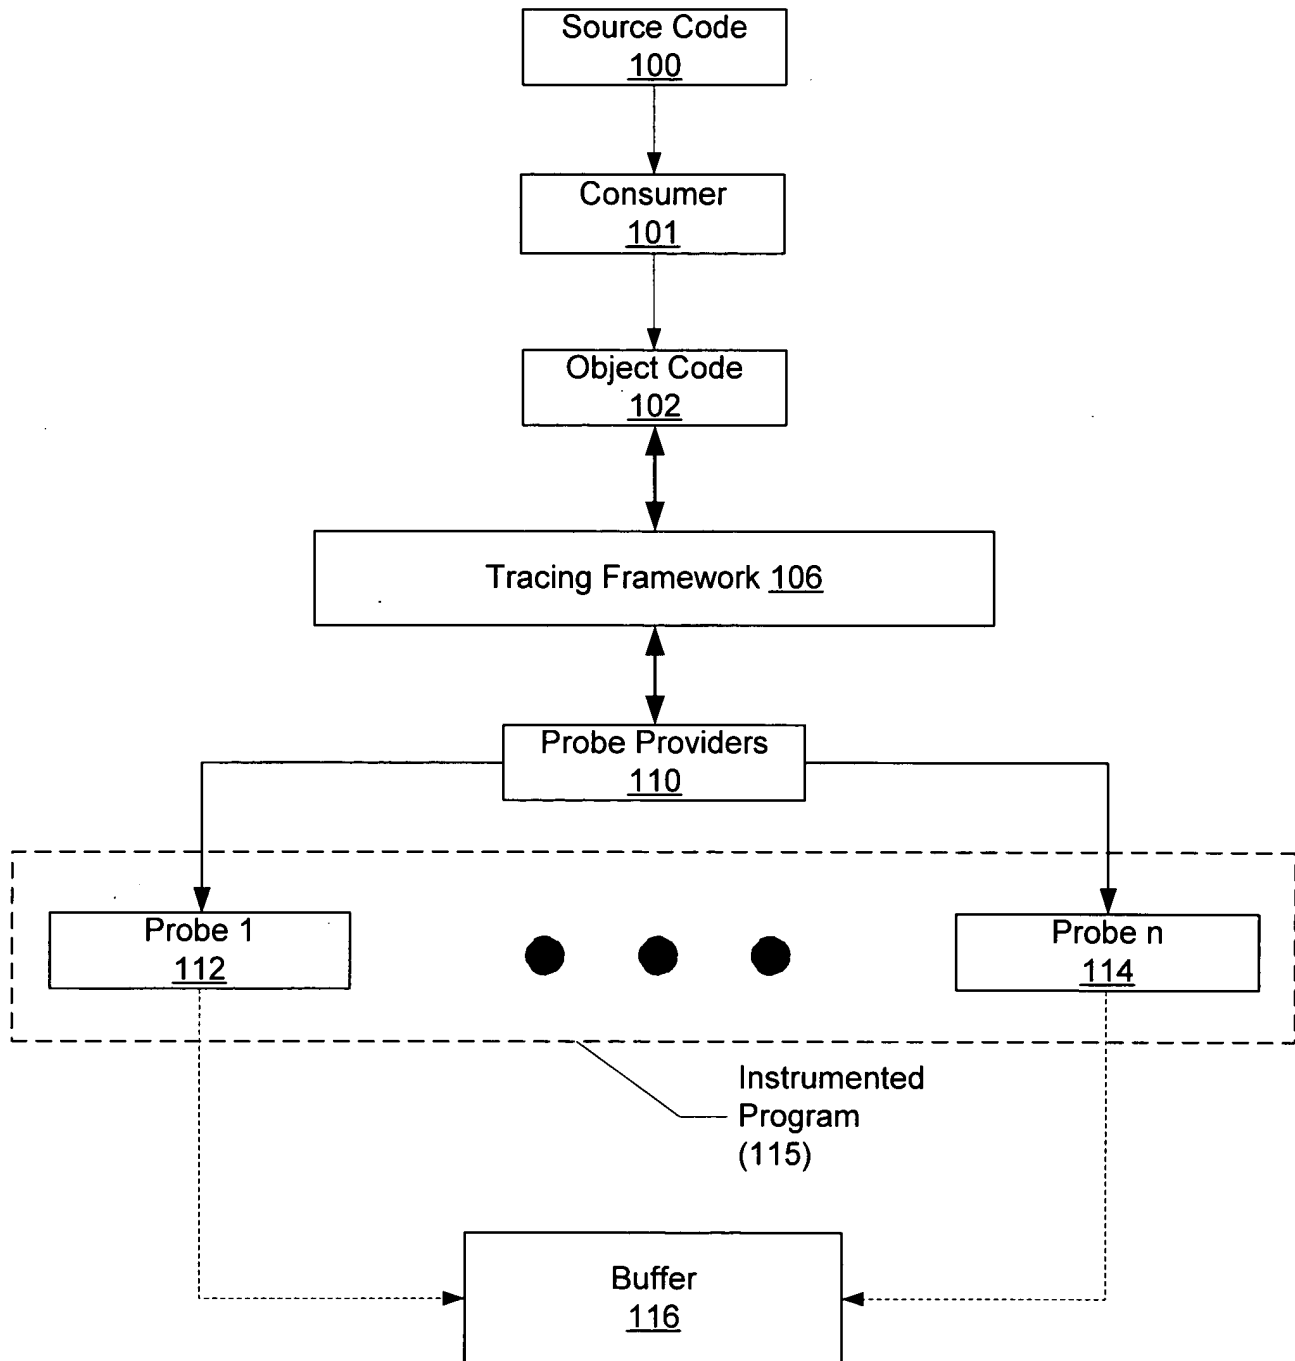 Source Code
100
Consumer
101
Object Code
102
Tracing Framework 106
Probe Providers
110
Probe 1
112
Probe n
114
Instrumented
Program
(115)
Buffer
116